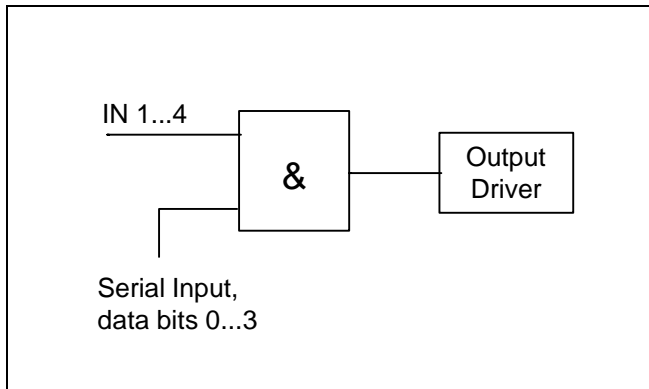 IN 1...4
&
Output
Driver
Serial Input,
data bits 0...3